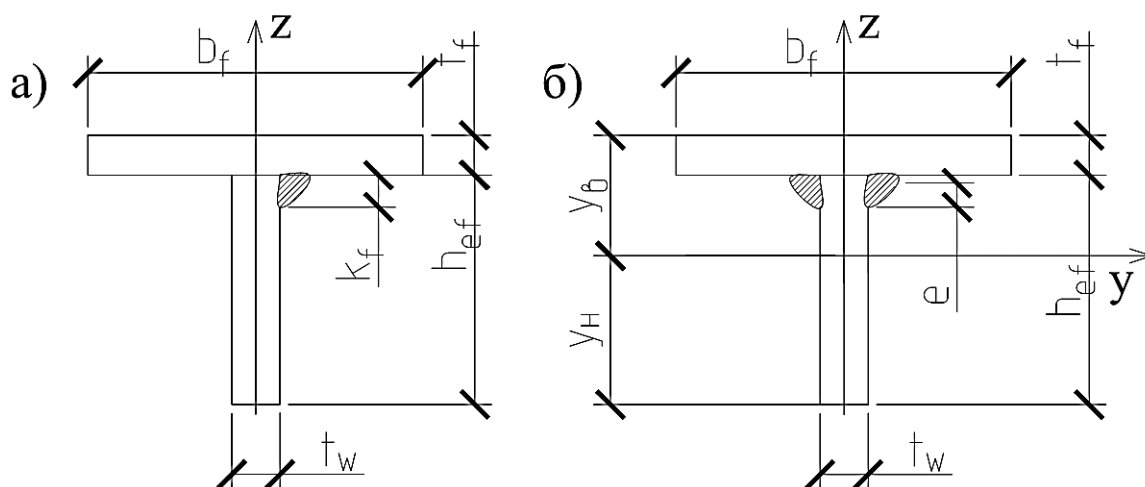 а)
z
b_f
t_f
k_f
h_ef
t_w
б)
z
b_f
t_f
y_в
y_н
e
y
h_ef
t_w